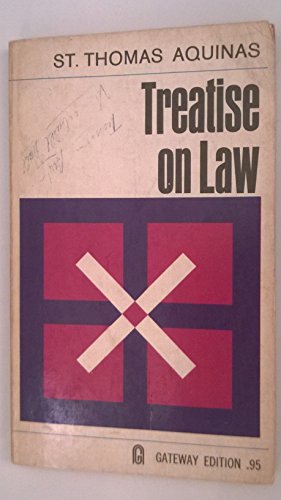 ST. THOMAS AQUINAS
Treatise
on Law
G GATEWAY EDITION .95